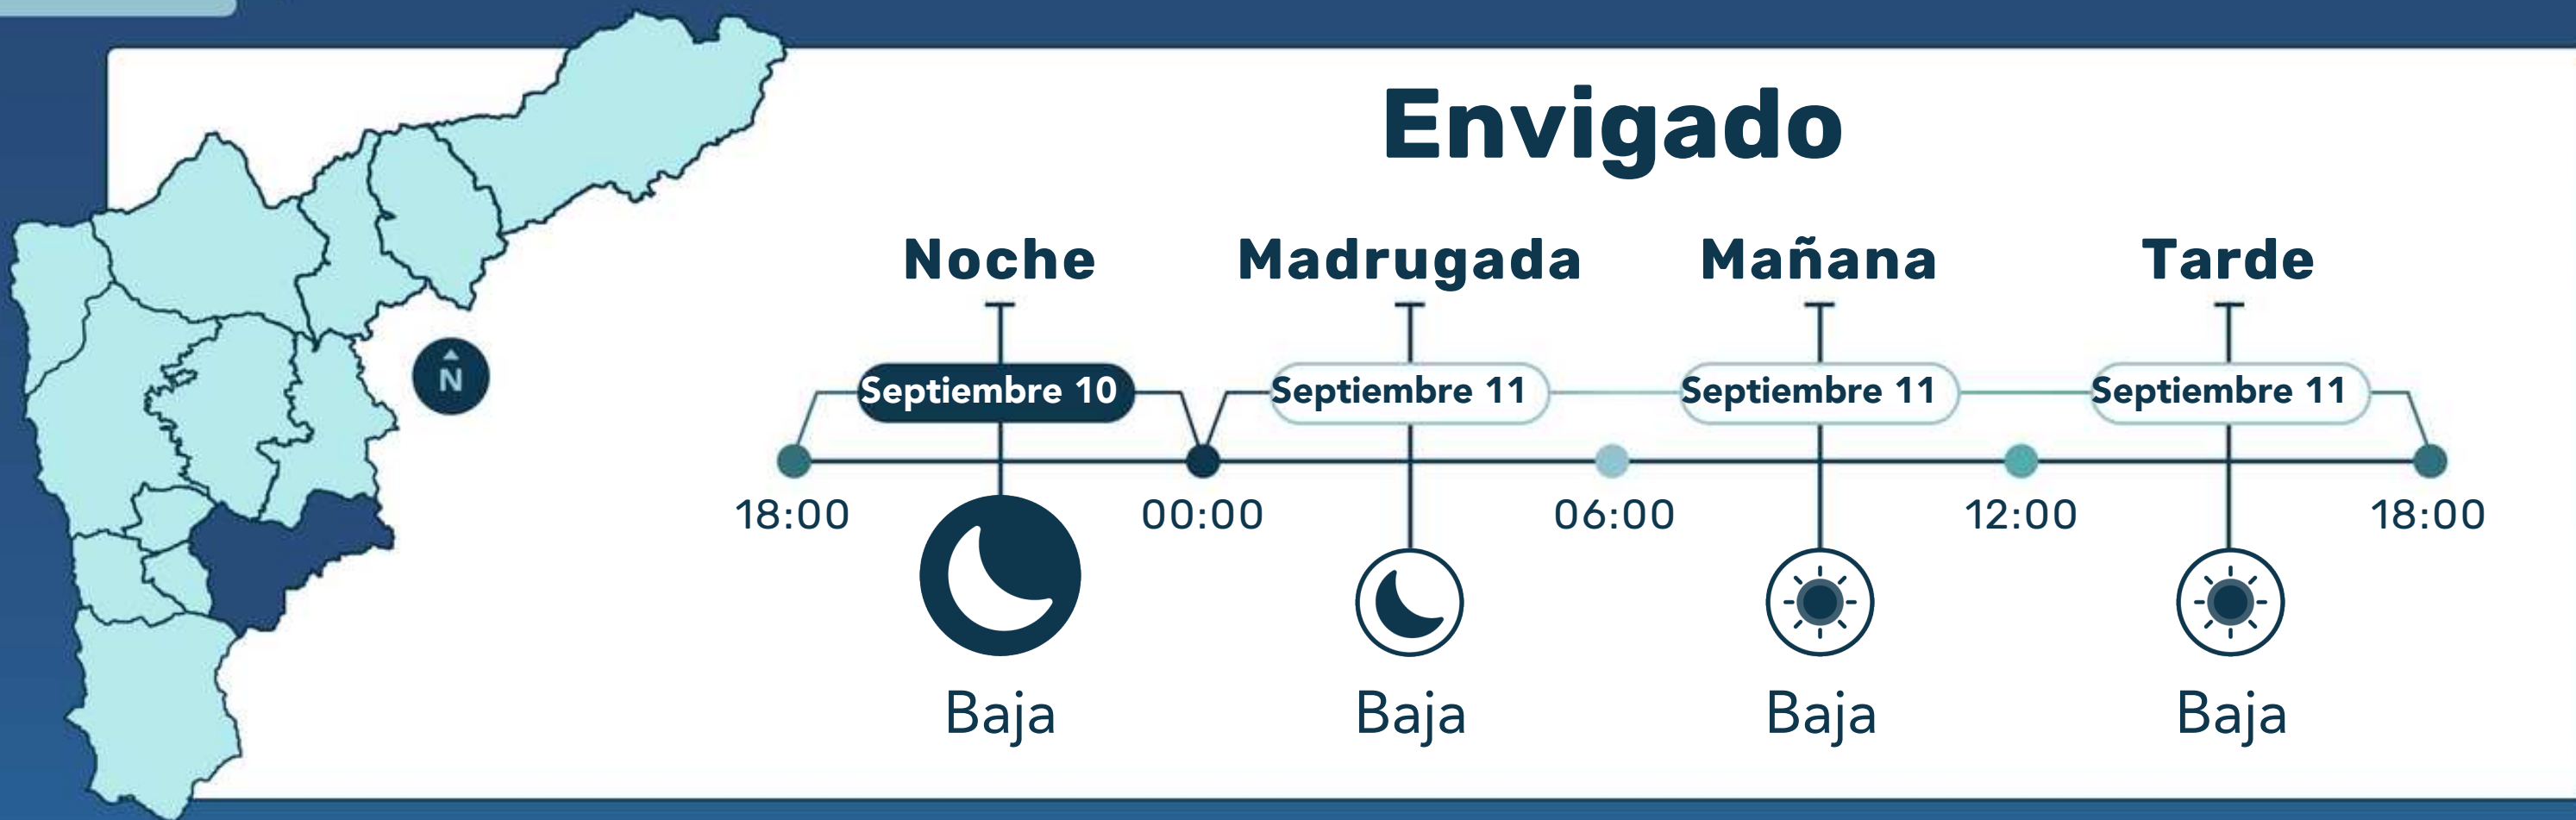 Envigado
Noche Madrugada Mañana Tarde
Septiembre 10 Septiembre 11 Septiembre 11 Septiembre 11
N
18:00 00:00 06:00 12:00 18:00
Baja Baja Baja Baja